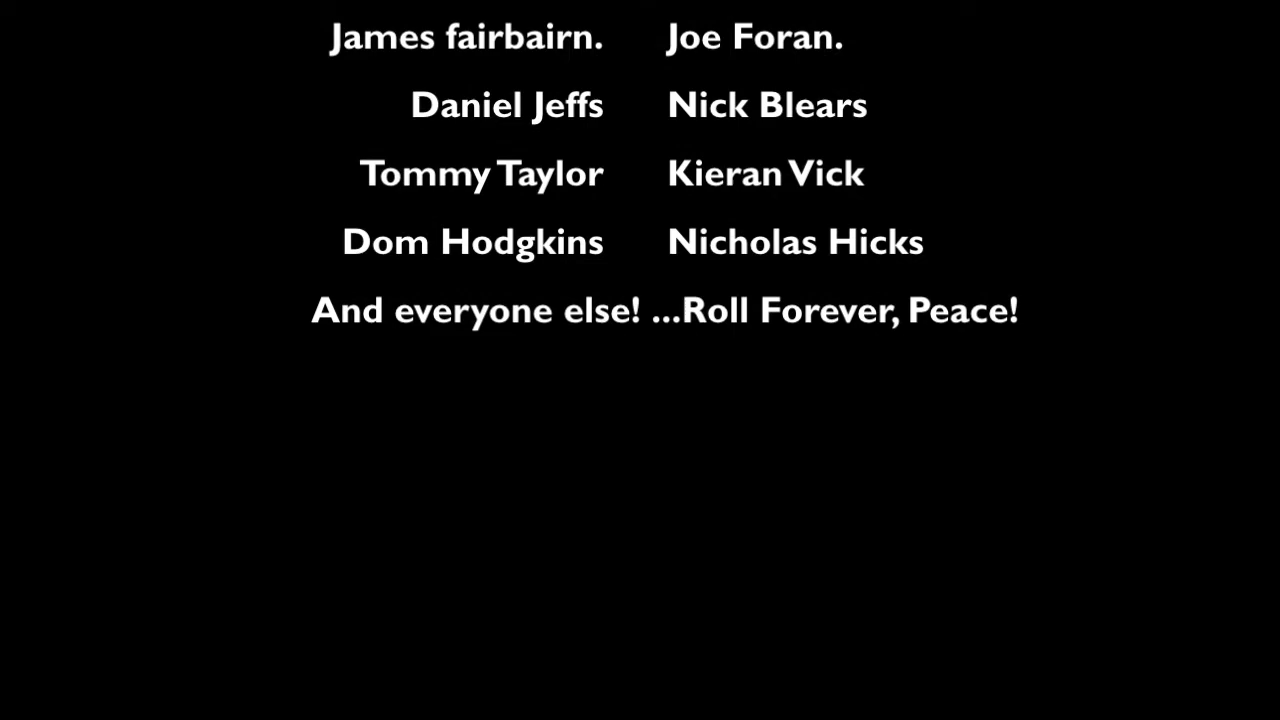 James fairbairn. Joe Foran.
Daniel Jeffs Nick Blears
Tommy Taylor Kieran Vick
Dom Hodgkins Nicholas Hicks
And everyone else! ...Roll Forever, Peace!